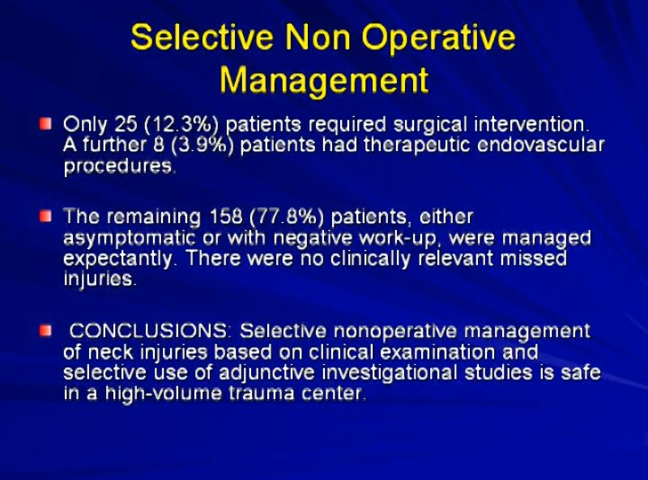 Selective Non Operative
Management
Only 25 (12.3%) patients required surgical intervention.
A further 8 (3.9%) patients had therapeutic endovascular
procedures.
The remaining 158 (77.8%) patients, either
asymptomatic or with negative work-up, were managed
expectantly. There were no clinically relevant missed
injuries.
CONCLUSIONS: Selective nonoperative management
of neck injuries based on clinical examination and
selective use of adjunctive investigational studies is safe
in a high-volume trauma center.